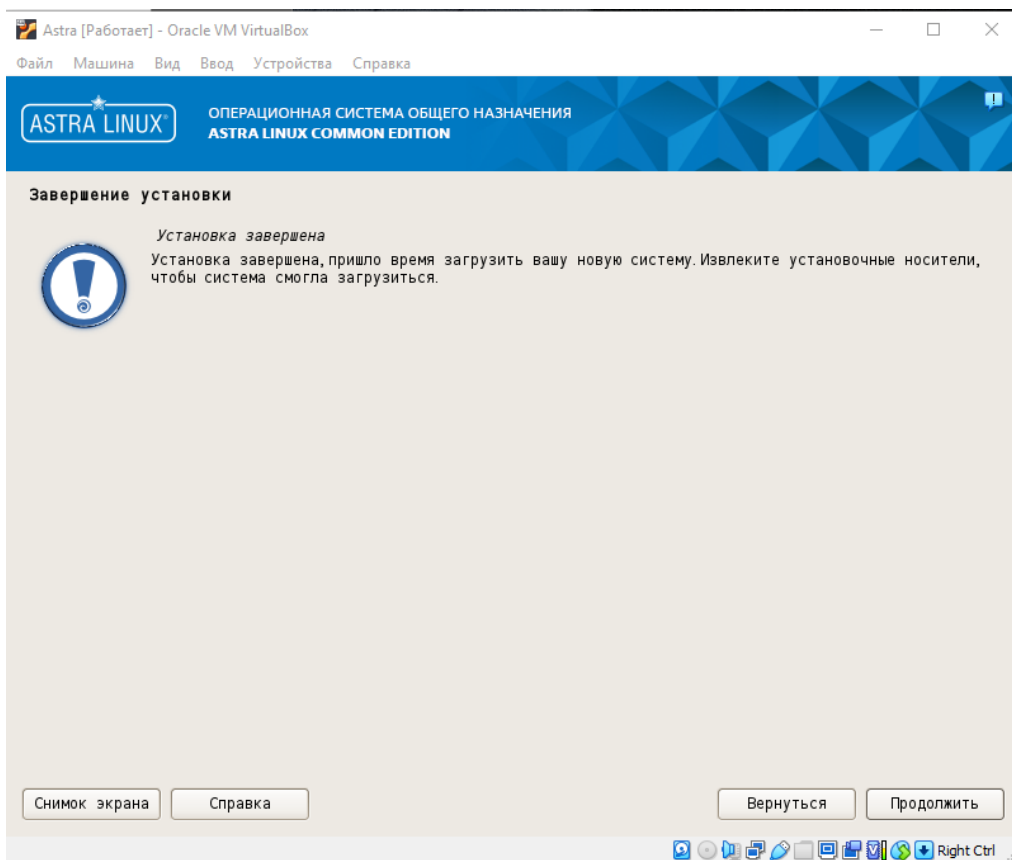 Astra [Работает] - Oracle VM VirtualBox
Файл Машина Вид Ввод Устройства Справка
ASTRA LINUX®
ОПЕРАЦИОННАЯ СИСТЕМА ОБЩЕГО НАЗНАЧЕНИЯ
ASTRA LINUX COMMON EDITION
Завершение установки
Установка завершена
Установка завершена, пришло время загрузить вашу новую систему. Извлеките установочные носители,
чтобы система смогла загрузиться.
Снимок экрана Справка Вернуться Продолжить
Right Ctrl